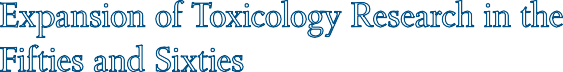 Expansion of Toxicology Research in the
Fifties and Sixties